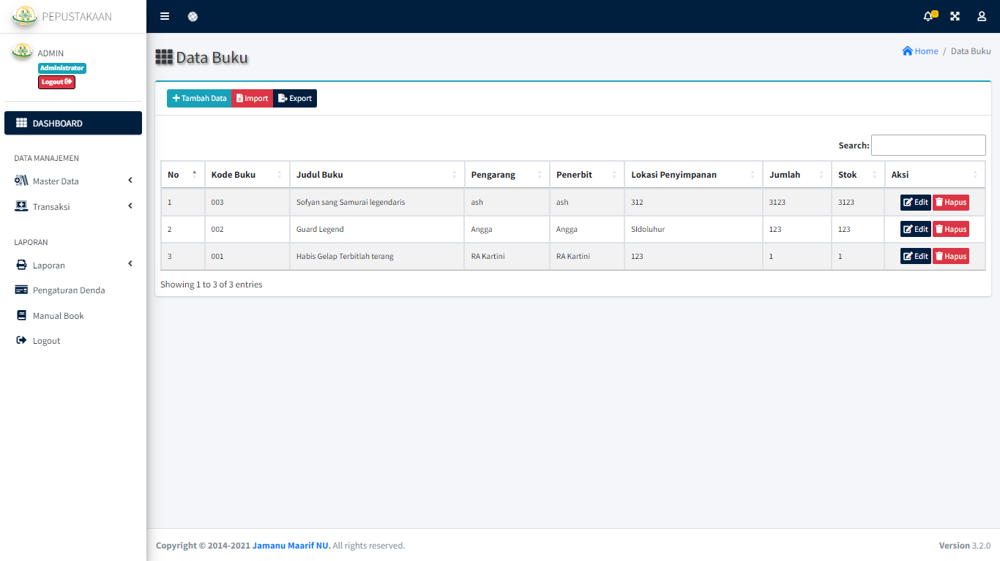 PEPUSTAKAAN
0
ADMIN
Administrator
Logout
DASHBOARD
DATA MANAJEMEN
Master Data
Transaksi
LAPORAN
Laporan
Pengaturan Denda
Manual Book
Logout
Data Buku
Home / Data Buku
Tambah Data Import Export
Search:
No Kode Buku Judul Buku Pengarang Penerbit Lokasi Penyimpanan Jumlah Stok Aksi
1 003 Sofyan sang Samurai legendaris ash ash 312 3123 3123 Edit Hapus
2 002 Guard Legend Angga Angga SIdoluhur 123 123 Edit Hapus
3 001 Habis Gelap Terbitlah terang RA Kartini RA Kartini 123 1 1 Edit Hapus
Showing 1 to 3 of 3 entries
Copyright © 2014-2021 Jamanu Maarif NU. All rights reserved.
Version 3.2.0